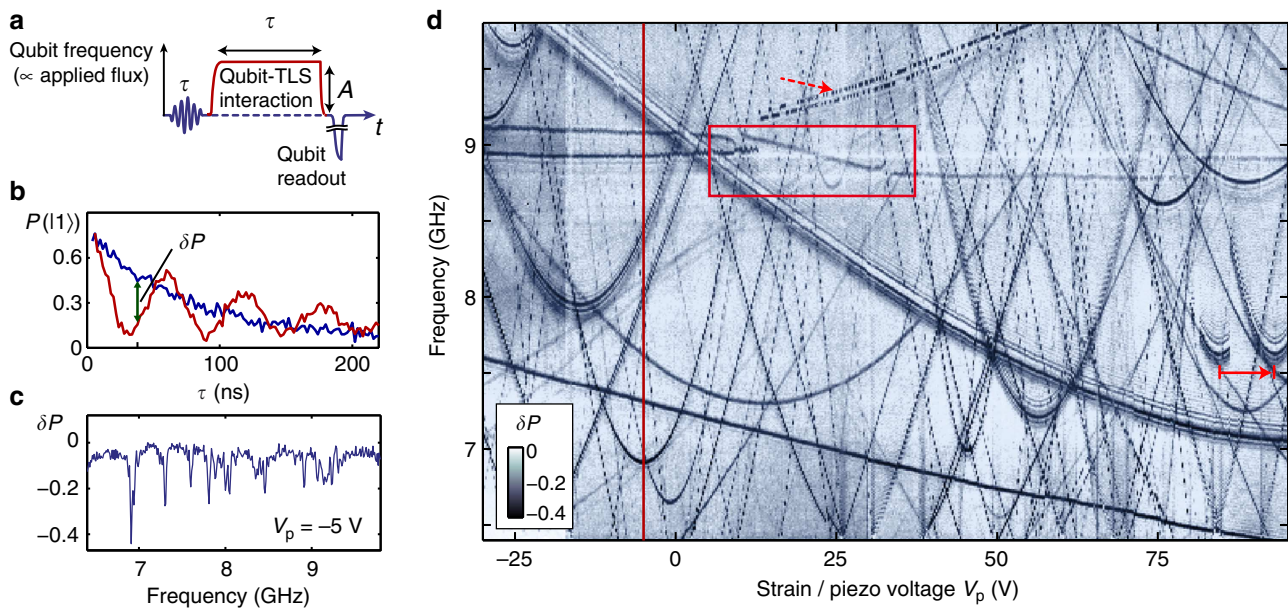 a
Qubit frequency
(∝ applied flux)
τ
τ
Qubit-TLS
interaction
A
t
Qubit
readout
b
P(|1⟩)
δP
0.6
0.3
0
0
100
200
τ (ns)
c
δP
0
−0.2
−0.4
Vp = −5 V
7
8
9
Frequency (GHz)
d
9
8
7
Frequency (GHz)
δP
0
−0.2
−0.4
−25
0
25
50
75
Strain / piezo voltage Vp (V)